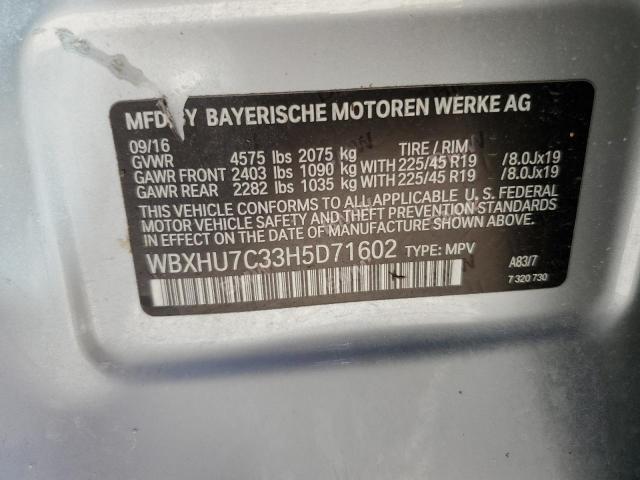 MFD BY BAYERISCHE MOTOREN WERKE AG
09/16 TIRE / RIM
GVWR 4575 lbs 2075 kg
GAWR FRONT 2403 lbs 1090 kg WITH 225/45 R19 /8.0Jx19
GAWR REAR 2282 lbs 1035 kg WITH 225/45 R19 /8.0Jx19
THIS VEHICLE CONFORMS TO ALL APPLICABLE U. S. FEDERAL
MOTOR VEHICLE SAFETY AND THEFT PREVENTION STANDARDS
IN EFFECT ON THE DATE OF MANUFACTURE SHOWN ABOVE.
WBXHU7C33H5D71602 TYPE: MPV A83/7
7 320 730